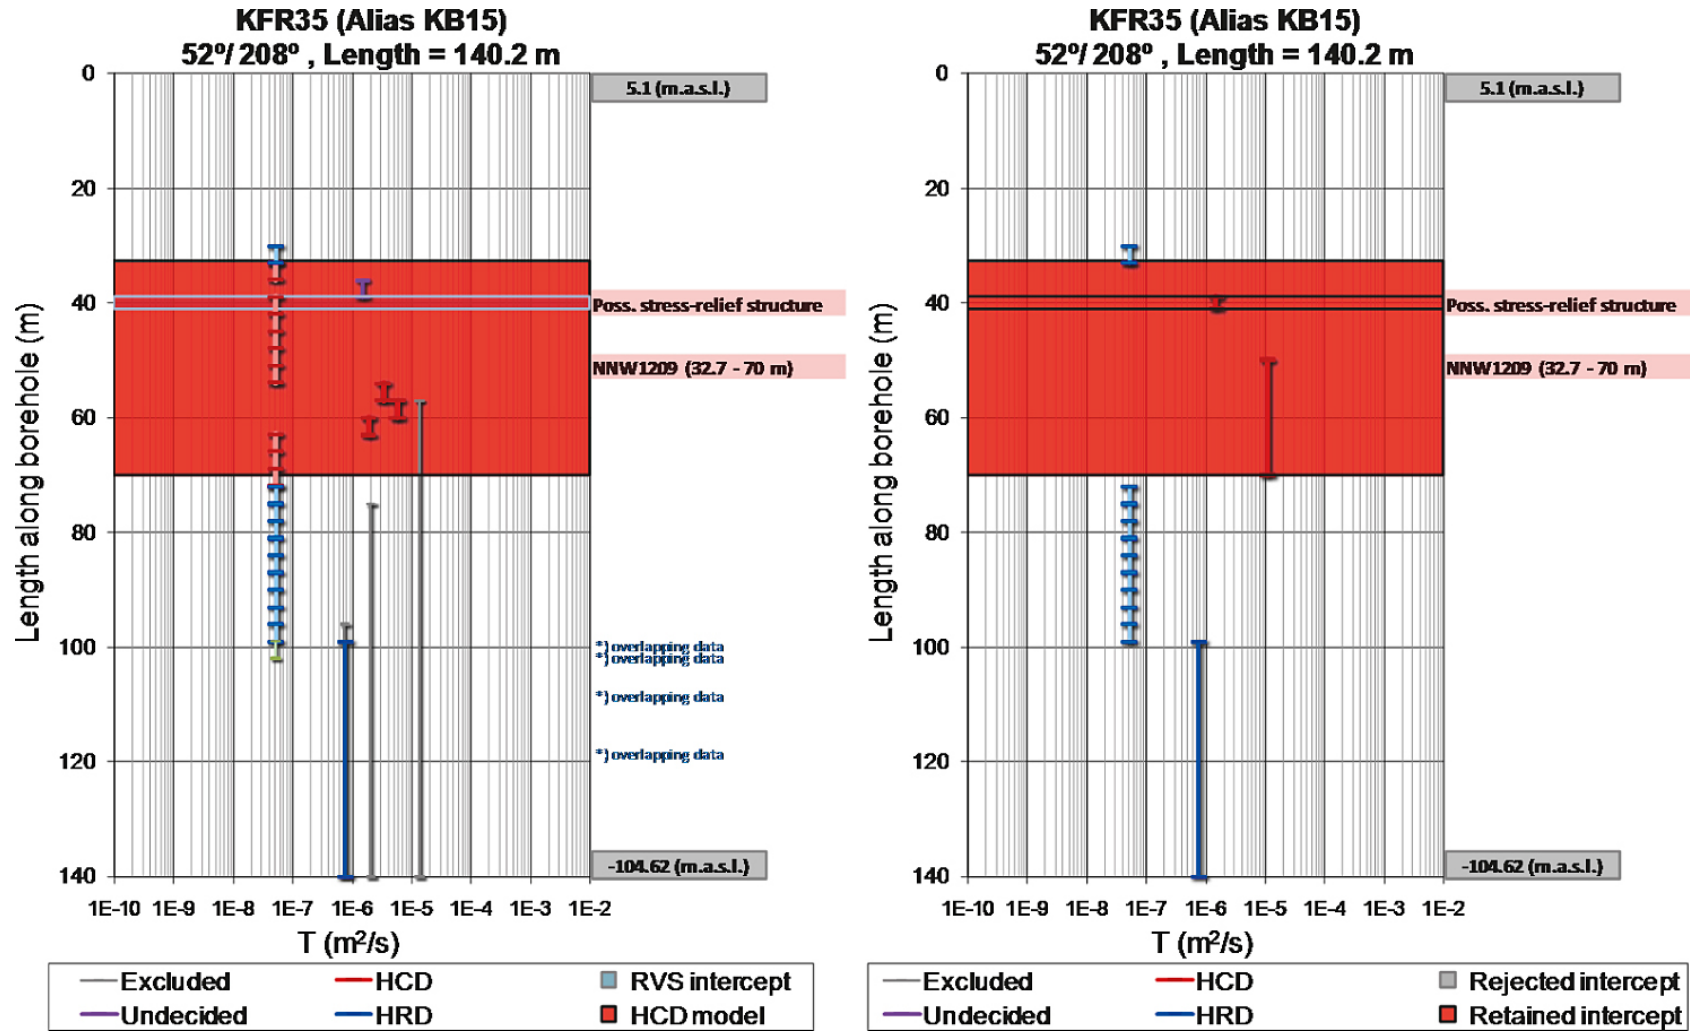 KFR35 (Alias KB15)
52º/ 208º , Length = 140.2 m
0
20
40
60
80
100
120
140
Length along borehole (m)
5.1 (m.a.s.l.)
Poss. stress-relief structure
NNW1209 (32.7 - 70 m)
*) overlapping data
*) overlapping data
*) overlapping data
*) overlapping data
-104.62 (m.a.s.l.)
1E-10 1E-9 1E-8 1E-7 1E-6 1E-5 1E-4 1E-3 1E-2
T (m²/s)
Excluded HCD RVS intercept
Undecided HRD HCD model
KFR35 (Alias KB15)
52º/ 208º , Length = 140.2 m
0
20
40
60
80
100
120
140
Length along borehole (m)
5.1 (m.a.s.l.)
Poss. stress-relief structure
NNW1209 (32.7 - 70 m)
-104.62 (m.a.s.l.)
1E-10 1E-9 1E-8 1E-7 1E-6 1E-5 1E-4 1E-3 1E-2
T (m²/s)
Excluded HCD Rejected intercept
Undecided HRD Retained intercept